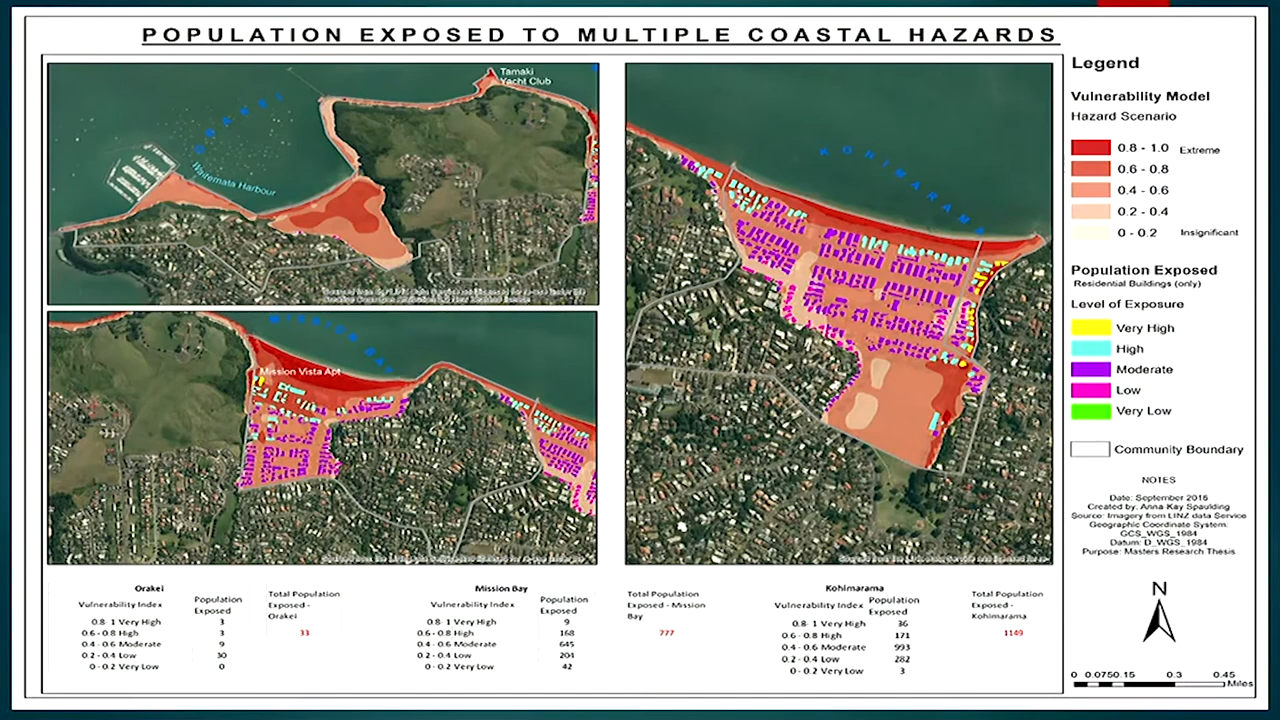 POPULATION EXPOSED TO MULTIPLE COASTAL HAZARDS
Tamaki
Yacht Club
ORAKEI
Waitemata Harbour
MISSION BAY
Mission Vista Apt
KOHIMARAMA
Legend
Vulnerability Model
Hazard Scenario
0.8 - 1.0 Extreme
0.6 - 0.8
0.4 - 0.6
0.2 - 0.4
0 - 0.2 Insignificant
Population Exposed
Residential Buildings (only)
Level of Exposure
Very High
High
Moderate
Low
Very Low
Community Boundary
NOTES
Date: September 2016
Created by: Anna-Kay Spaulding
Source: Imagery from LINZ data Service
Geographic Coordinate System:
GCS_WGS_1984
Datum: D_WGS_1984
Purpose: Masters Research Thesis
N
0 0.075 0.15 0.3 0.45
Miles
Orakei
Vulnerability Index Population Exposed
0.8- 1 Very High 3
0.6 - 0.8 High 3
0.4 - 0.6 Moderate 9
0.2 - 0.4 Low 30
0 - 0.2 Very Low 0
Total Population
Exposed -
Orakei
33
Mission Bay
Vulnerability Index Population Exposed
0.8- 1 Very High 9
0.6 - 0.8 High 168
0.4 - 0.6 Moderate 645
0.2 - 0.4 Low 204
0 - 0.2 Very Low 42
Total Population
Exposed - Mission
Bay
777
Kohimarama
Vulnerability Index Population Exposed
0.8- 1 Very High 36
0.6 - 0.8 High 171
0.4 - 0.6 Moderate 993
0.2 - 0.4 Low 282
0 - 0.2 Very Low 3
Total Population
Exposed -
Kohimarama
1149